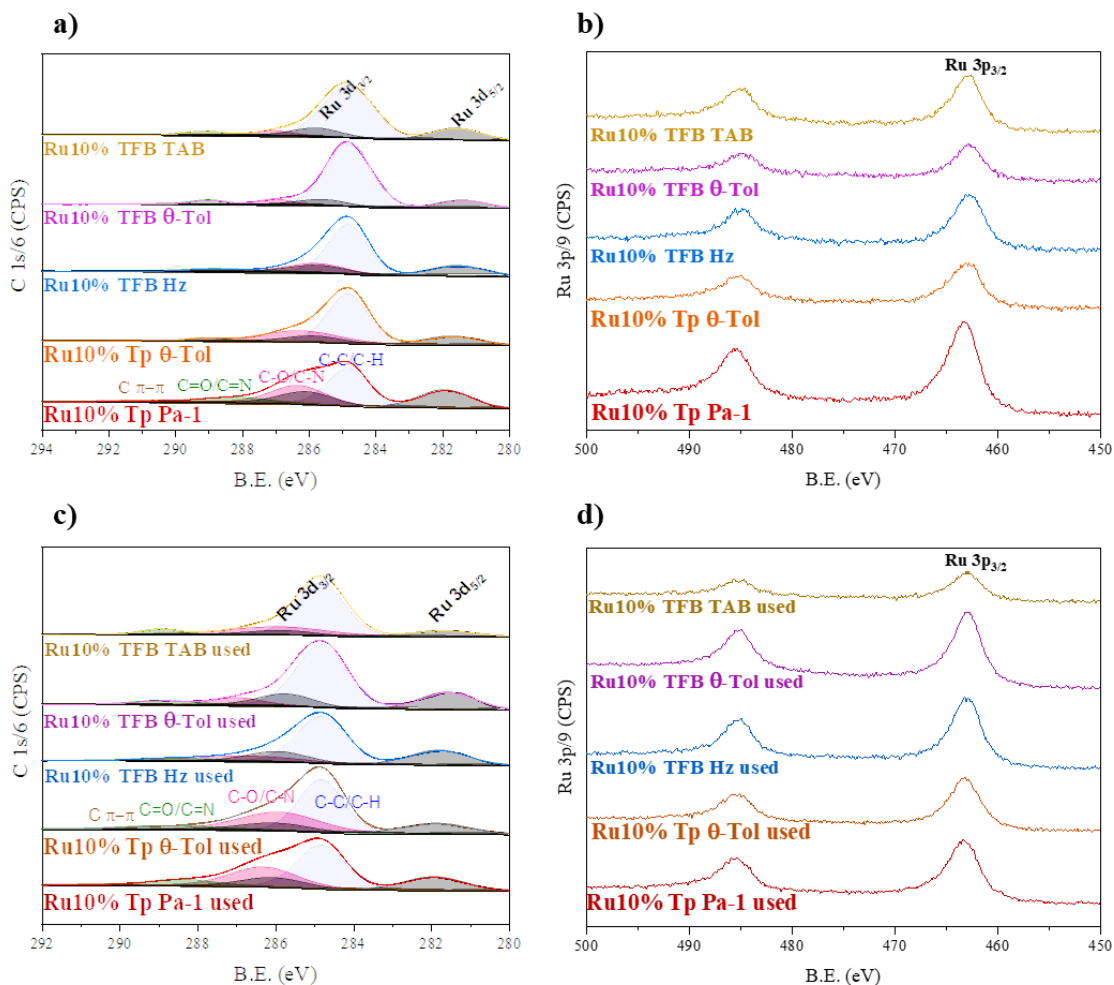 a)
Ru 3d3/2
Ru 3d5/2
Ru10% TFB TAB
Ru10% TFB θ-Tol
Ru10% TFB Hz
Ru10% Tp θ-Tol
C-C/C-H
C π–π C=O/C=N C-O/C-N
Ru10% Tp Pa-1
C 1s/6 (CPS)
294 292 290 288 286 284 282 280
B.E. (eV)
b)
Ru 3p3/2
Ru10% TFB TAB
Ru10% TFB θ-Tol
Ru10% TFB Hz
Ru10% Tp θ-Tol
Ru10% Tp Pa-1
Ru 3p/9 (CPS)
500 490 480 470 460 450
B.E. (eV)
c)
Ru 3d3/2
Ru 3d5/2
Ru10% TFB TAB used
Ru10% TFB θ-Tol used
Ru10% TFB Hz used
C π–π C=O/C=N C-O/C-N C-C/C-H
Ru10% Tp θ-Tol used
Ru10% Tp Pa-1 used
C 1s/6 (CPS)
292 290 288 286 284 282 280
B.E. (eV)
d)
Ru 3p3/2
Ru10% TFB TAB used
Ru10% TFB θ-Tol used
Ru10% TFB Hz used
Ru10% Tp θ-Tol used
Ru10% Tp Pa-1 used
Ru 3p/9 (CPS)
500 490 480 470 460 450
B.E. (eV)